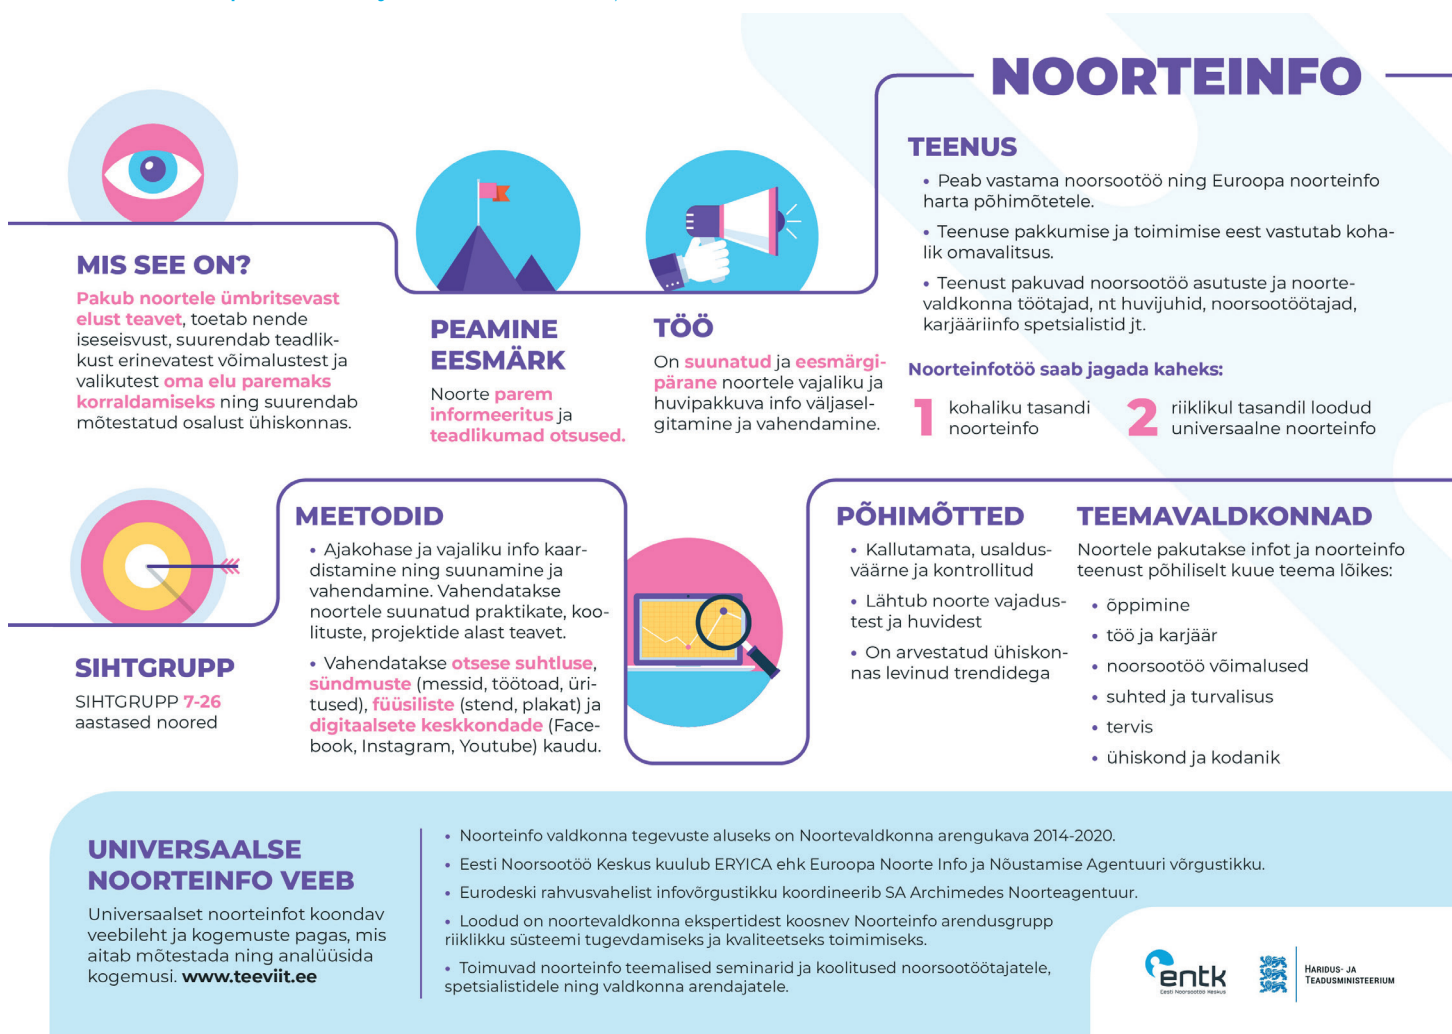 NOORTEINFO
MIS SEE ON?
Pakub noortele ümbritsevast
elust teavet, toetab nende
iseseisvust, suurendab teadlik-
kust erinevatest võimalustest ja
valikutest oma elu paremaks
korraldamiseks ning suurendab
mõtestatud osalust ühiskonnas.
PEAMINE
EESMÄRK
Noorte parem
informeeritus ja
teadlikumad otsused.
TÖÖ
On suunatud ja eesmärgi-
pärane noortele vajaliku ja
huvipakkuva info väljasel-
gitamine ja vahendamine.
TEENUS
• Peab vastama noorsootöö ning Euroopa noorteinfo
harta põhimõtetele.
• Teenuse pakkumise ja toimimise eest vastutab koha-
lik omavalitsus.
• Teenust pakuvad noorsootöö asutuste ja noorte-
valdkonna töötajad, nt huvijuhid, noorsootöötajad,
karjääriinfo spetsialistid jt.
Noorteinfotöö saab jagada kaheks:
1 kohaliku tasandi
noorteinfo
2 riiklikul tasandil loodud
universaalne noorteinfo
SIHTGRUPP
SIHTGRUPP 7-26
aastased noored
MEETODID
• Ajakohase ja vajaliku info kaar-
distamine ning suunamine ja
vahendamine. Vahendatakse
noortele suunatud praktikate, koo-
lituste, projektide alast teavet.
• Vahendatakse otsese suhtluse,
sündmuste (messid, töötoad, üri-
tused), füüsiliste (stend, plakat) ja
digitaalsete keskkondade (Face-
book, Instagram, Youtube) kaudu.
PÕHIMÕTTED
• Kallutamata, usaldus-
väärne ja kontrollitud
• Lähtub noorte vajadus-
test ja huvidest
• On arvestatud ühiskon-
nas levinud trendidega
TEEMAVALDKONNAD
Noortele pakutakse infot ja noorteinfo
teenust põhiliselt kuue teema lõikes:
• õppimine
• töö ja karjäär
• noorsootöö võimalused
• suhted ja turvalisus
• tervis
• ühiskond ja kodanik
UNIVERSAALSE
NOORTEINFO VEEB
Universaalset noorteinfot koondav
veebileht ja kogemuste pagas, mis
aitab mõtestada ning analüüsida
kogemusi. www.teeviit.ee
• Noorteinfo valdkonna tegevuste aluseks on Noortevaldkonna arengukava 2014-2020.
• Eesti Noorsootöö Keskus kuulub ERYICA ehk Euroopa Noorte Info ja Nõustamise Agentuuri võrgustikku.
• Eurodeski rahvusvahelist infovõrgustikku koordineerib SA Archimedes Noorteagentuur.
• Loodud on noortevaldkonna ekspertidest koosnev Noorteinfo arendusgrupp
riiklikku süsteemi tugevdamiseks ja kvaliteetseks toimimiseks.
• Toimuvad noorteinfo teemalised seminarid ja koolitused noorsootöötajatele,
spetsialistidele ning valdkonna arendajatele.
entk
Eesti Noorsootöö Keskus
HARIDUS- JA
TEADUSMINISTEERIUM